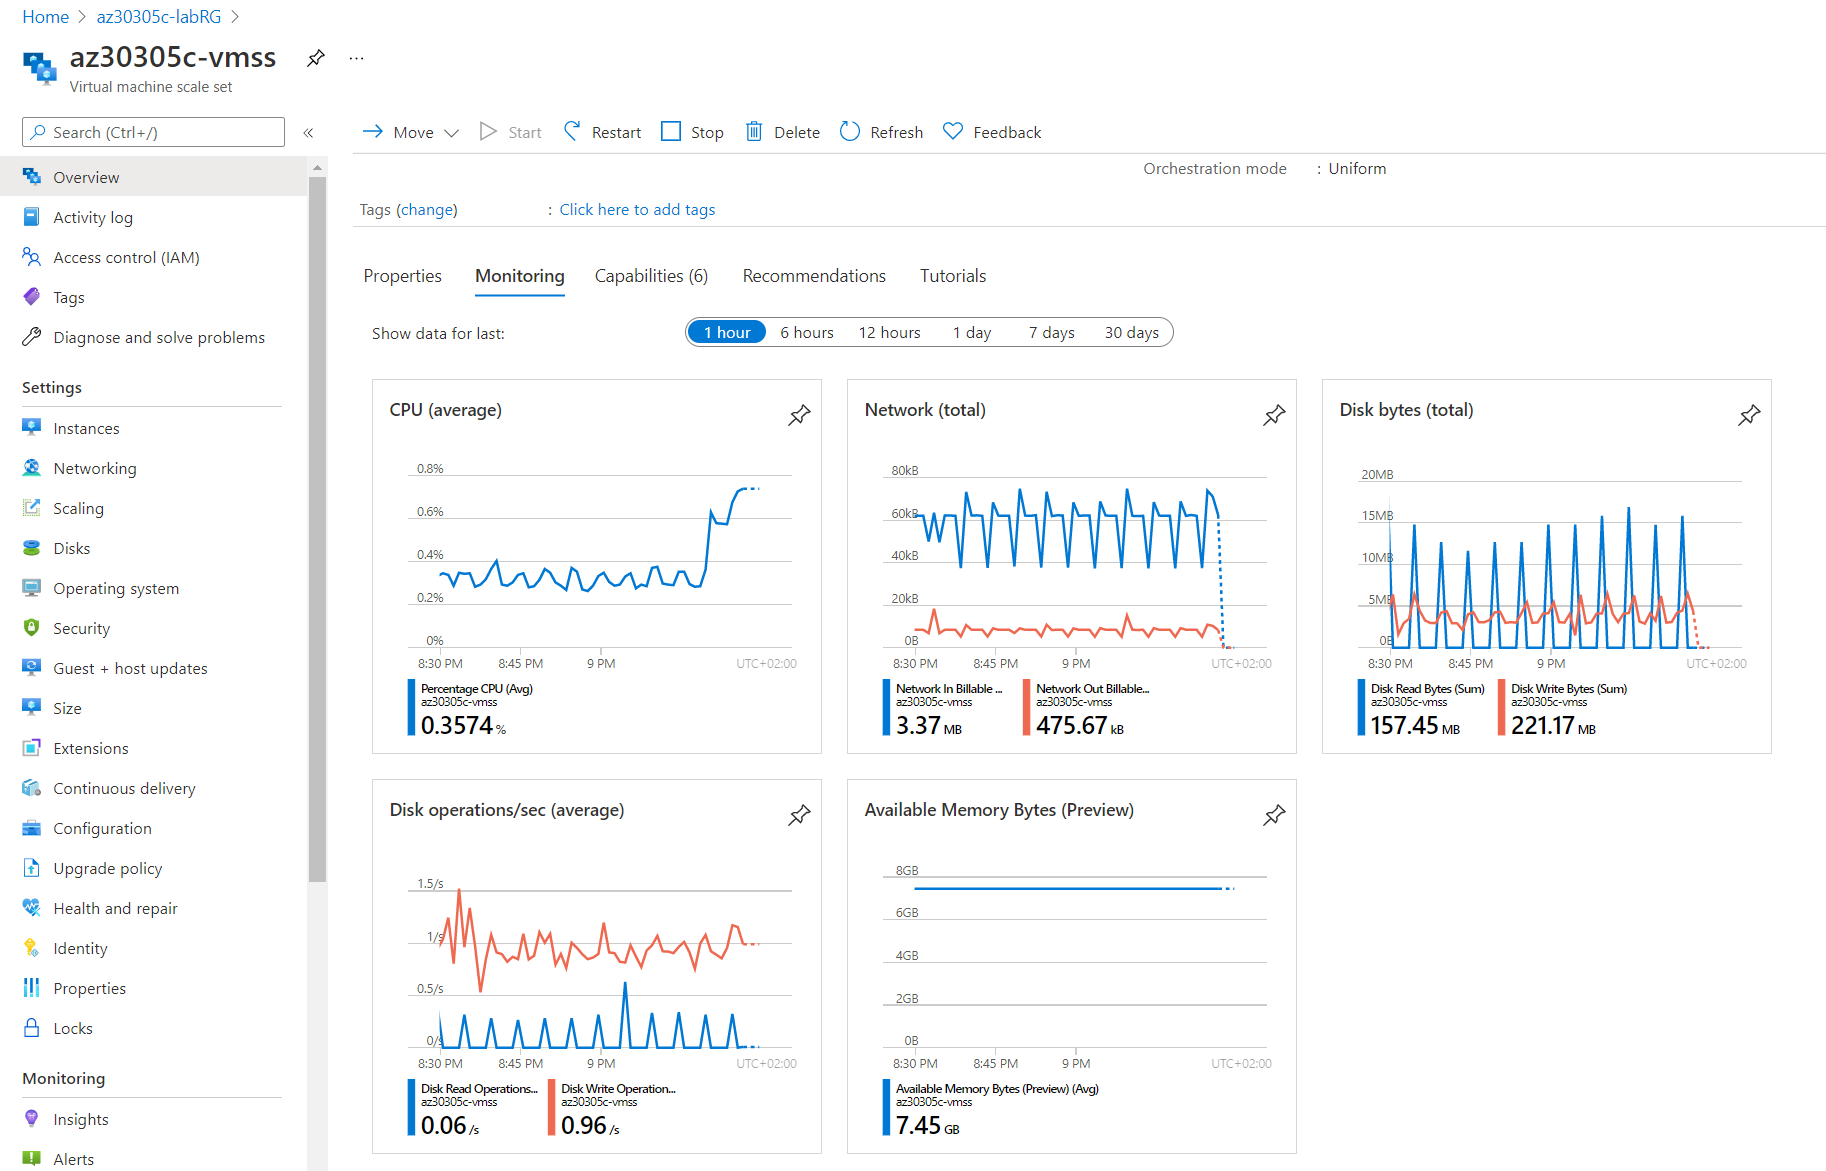 Home > az30305c-labRG >
az30305c-vmss ...
Virtual machine scale set
Search (Ctrl+/) «
Move Start Restart Stop Delete Refresh Feedback
Overview
Activity log
Access control (IAM)
Tags
Diagnose and solve problems
Settings
Instances
Networking
Scaling
Disks
Operating system
Security
Guest + host updates
Size
Extensions
Continuous delivery
Configuration
Upgrade policy
Health and repair
Identity
Properties
Locks
Monitoring
Insights
Alerts
Orchestration mode : Uniform
Tags (change) : Click here to add tags
Properties Monitoring Capabilities (6) Recommendations Tutorials
Show data for last: 1 hour 6 hours 12 hours 1 day 7 days 30 days
CPU (average)
0.8%
0.6%
0.4%
0.2%
0%
8:30 PM 8:45 PM 9 PM UTC+02:00
Percentage CPU (Avg)
az30305c-vmss
0.3574 %
Network (total)
80kB
60kB
40kB
20kB
0B
8:30 PM 8:45 PM 9 PM UTC+02:00
Network In Billable ... Network Out Billable...
az30305c-vmss az30305c-vmss
3.37 MB 475.67 kB
Disk bytes (total)
20MB
15MB
10MB
5MB
0B
8:30 PM 8:45 PM 9 PM UTC+02:00
Disk Read Bytes (Sum) Disk Write Bytes (Sum)
az30305c-vmss az30305c-vmss
157.45 MB 221.17 MB
Disk operations/sec (average)
1.5/s
1/s
0.5/s
0/s
8:30 PM 8:45 PM 9 PM UTC+02:00
Disk Read Operations... Disk Write Operation...
az30305c-vmss az30305c-vmss
0.06 /s 0.96 /s
Available Memory Bytes (Preview)
8GB
6GB
4GB
2GB
0B
8:30 PM 8:45 PM 9 PM UTC+02:00
Available Memory Bytes (Preview) (Avg)
az30305c-vmss
7.45 GB